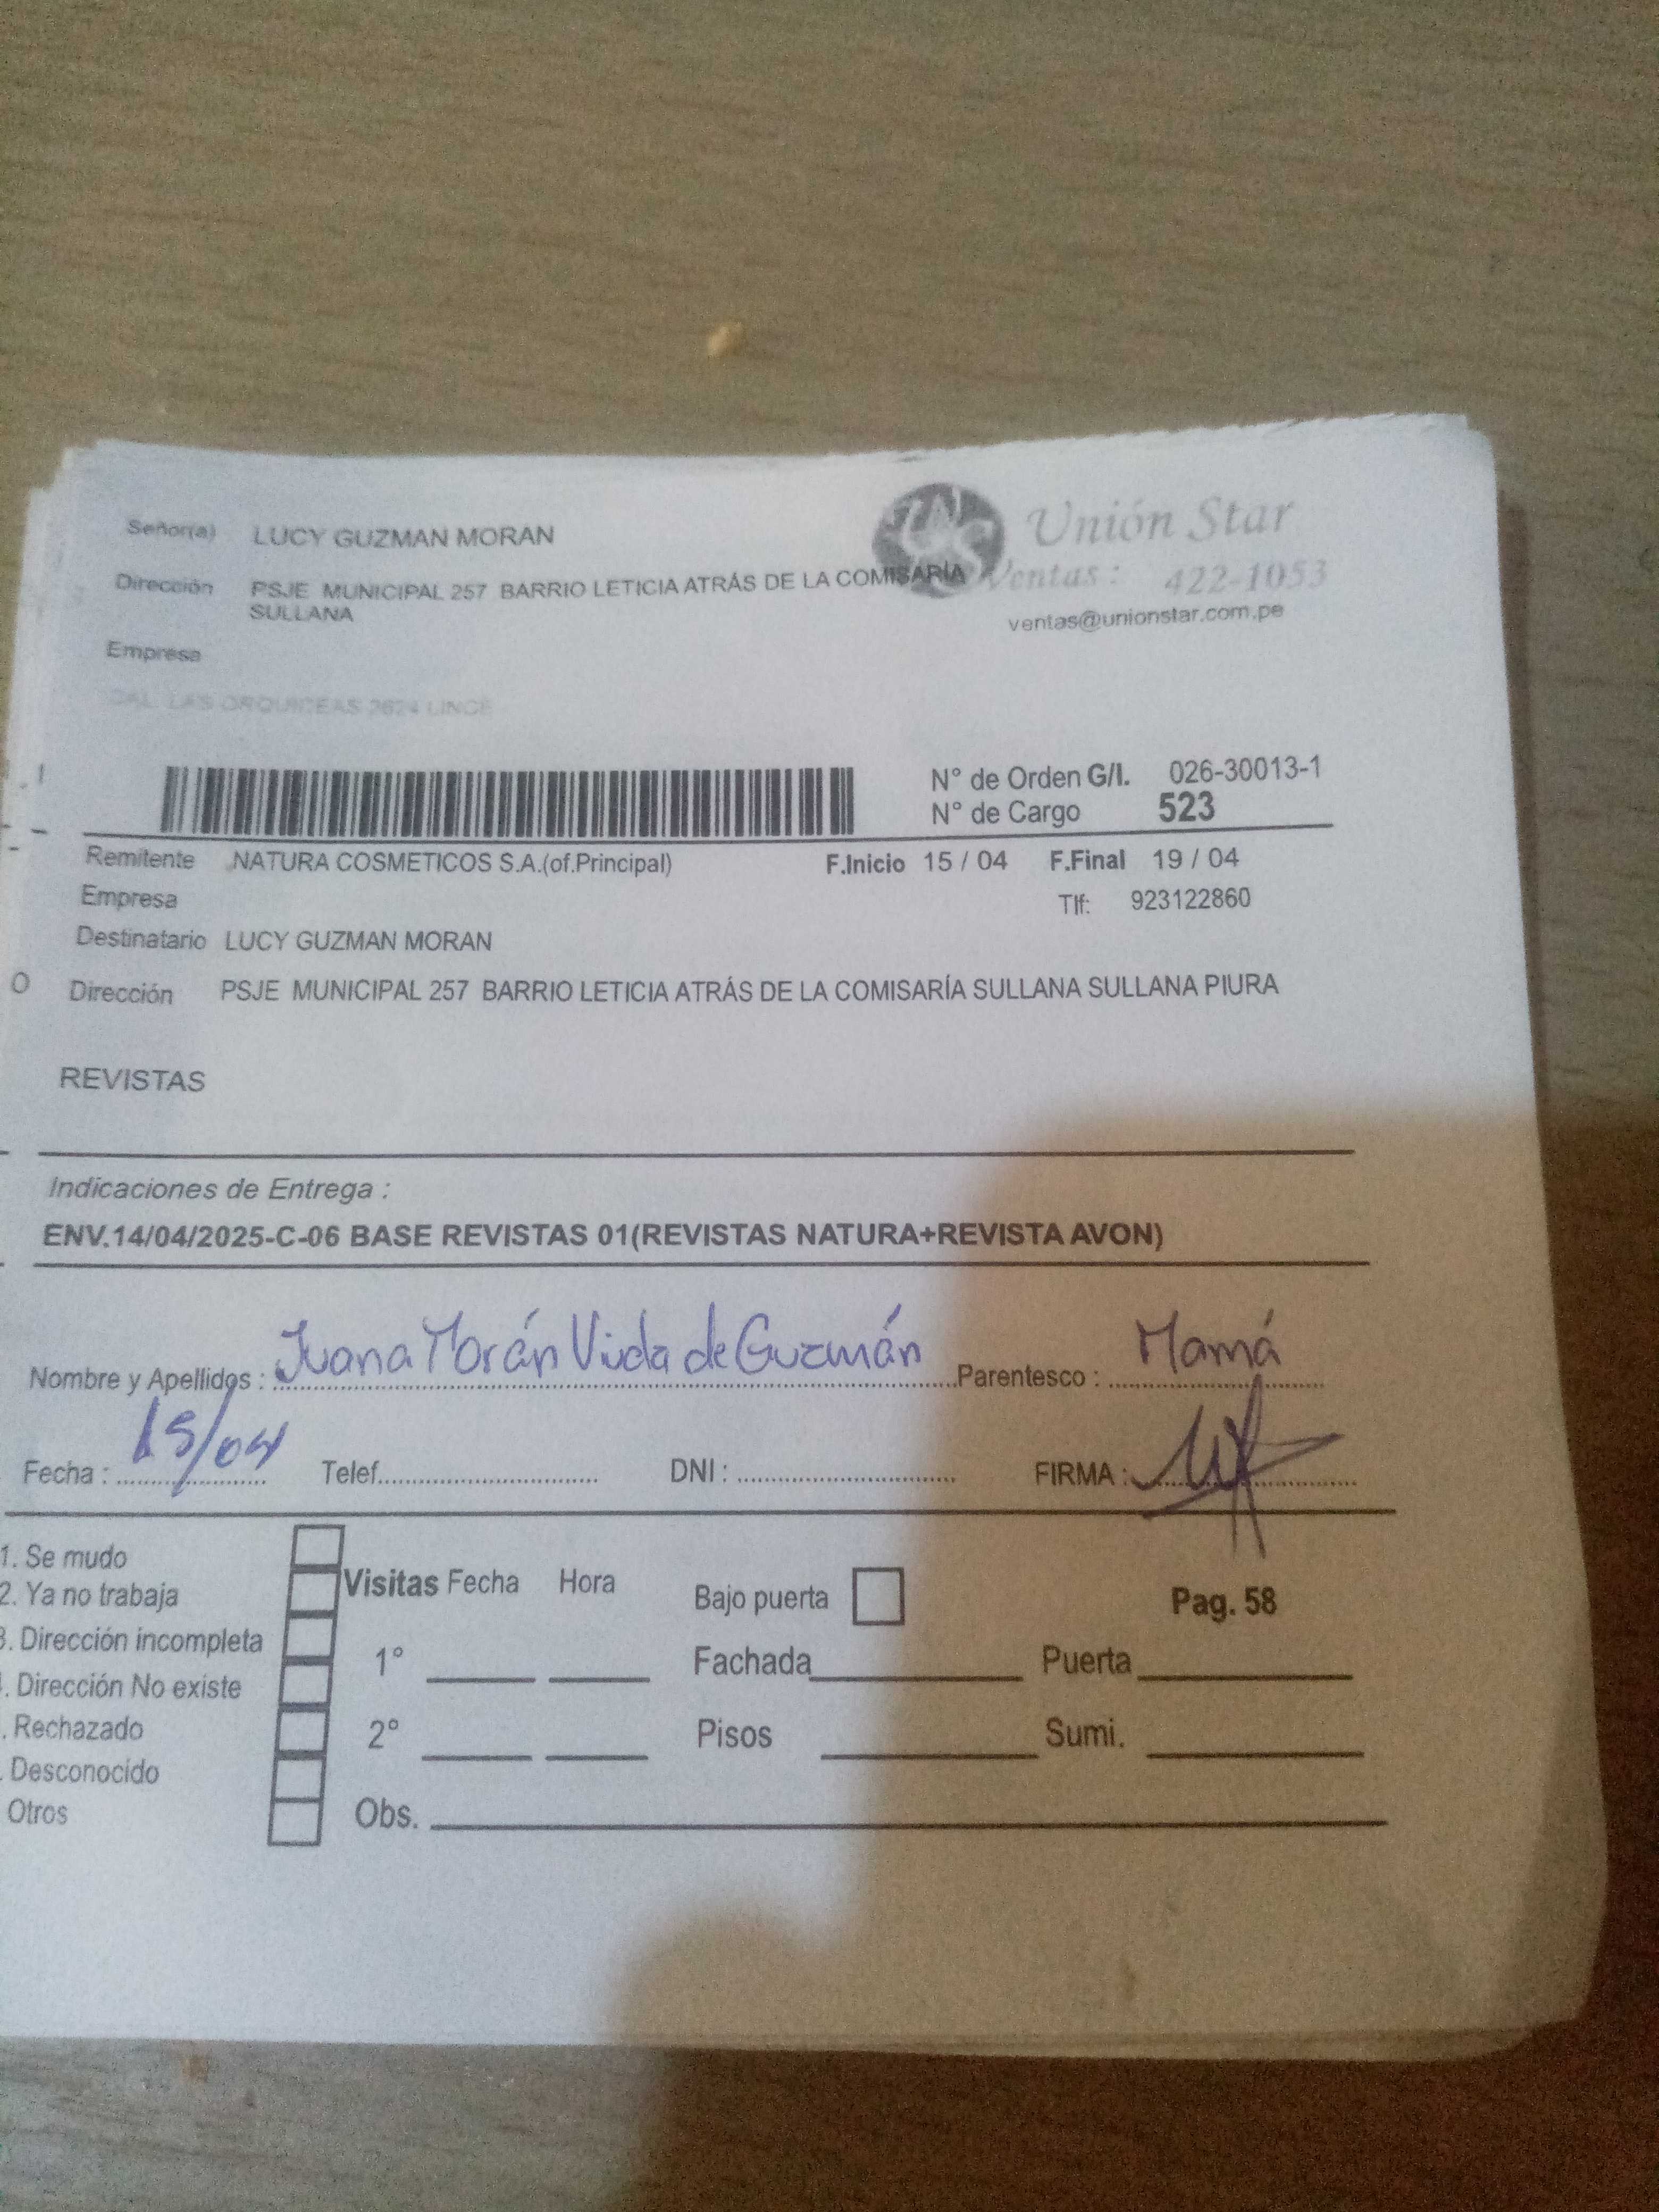 Señor(a) LUCY GUZMAN MORAN
Unión Star
Dirección PSJE MUNICIPAL 257 BARRIO LETICIA ATRÁS DE LA COMISARÍA
SULLANA
Ventas : 422-1053
ventas@unionstar.com.pe
Empresa
CAL. LAS ORQUIDEAS 2624 LINCE
N° de Orden G/I. 026-30013-1
N° de Cargo 523
Remitente NATURA COSMETICOS S.A.(of.Principal) F.Inicio 15 / 04 F.Final 19 / 04
Empresa Tlf: 923122860
Destinatario LUCY GUZMAN MORAN
Dirección PSJE MUNICIPAL 257 BARRIO LETICIA ATRÁS DE LA COMISARÍA SULLANA SULLANA PIURA
REVISTAS
Indicaciones de Entrega :
ENV.14/04/2025-C-06 BASE REVISTAS 01(REVISTAS NATURA+REVISTA AVON)
Nombre y Apellidos : Juana Morán Viuda de Guzmán Parentesco : Mamá
Fecha : 15/04 Telef. DNI : FIRMA :
1. Se mudo
2. Ya no trabaja
3. Dirección incompleta
. Dirección No existe
. Rechazado
. Desconocido
Otros
Visitas Fecha Hora
1°
2°
Obs.
Bajo puerta
Pag. 58
Fachada Puerta
Pisos Sumi.